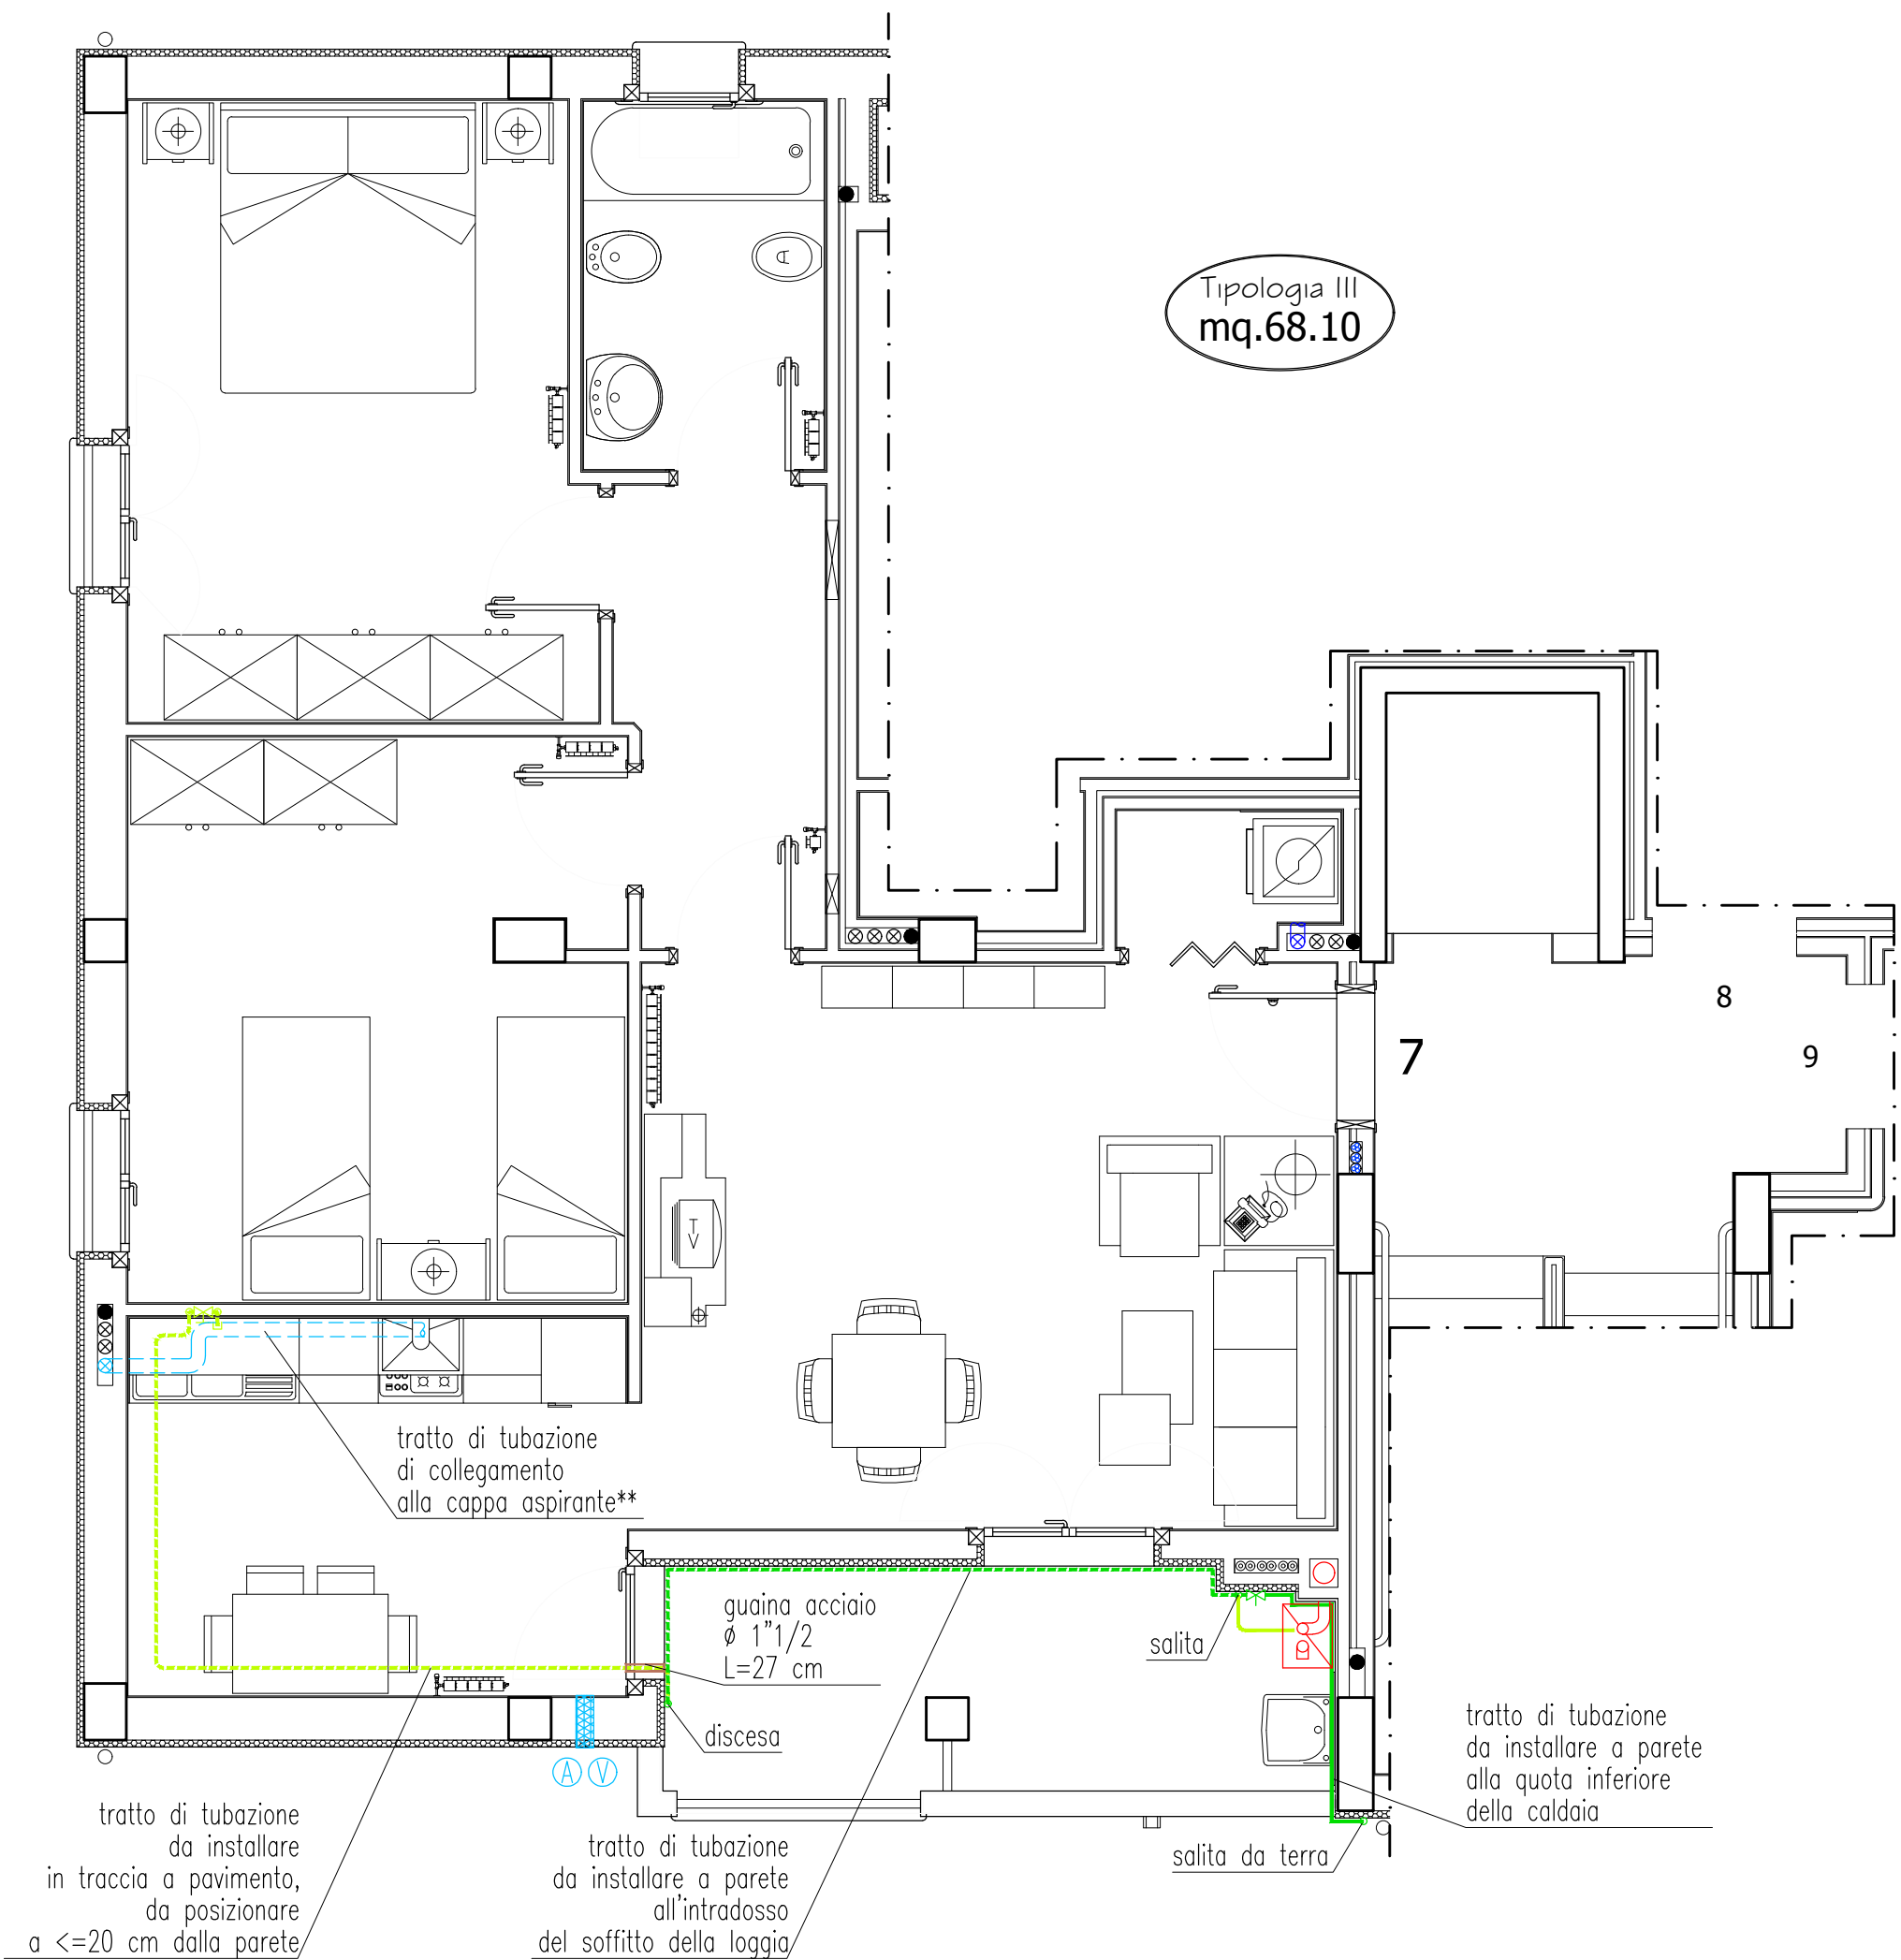 Tipologia III
mq.68.10
8
7
9
T
tratto di tubazione
di collegamento
alla cappa aspirante**
guaina acciaio
ø 1"1/2
L=27 cm
salita
discesa
A V
tratto di tubazione
da installare a parete
alla quota inferiore
della caldaia
tratto di tubazione
da installare
in traccia a pavimento,
da posizionare
a <=20 cm dalla parete
tratto di tubazione
da installare a parete
all'intradosso
del soffitto della loggia
salita da terra